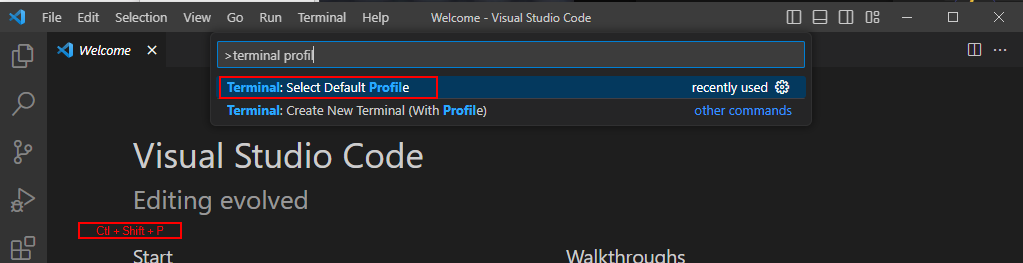 File Edit Selection View Go Run Terminal Help Welcome - Visual Studio Code
Welcome
>terminal profil
Terminal: Select Default Profile recently used
Terminal: Create New Terminal (With Profile) other commands
Visual Studio Code
Editing evolved
Ctl + Shift + P
Start Walkthroughs